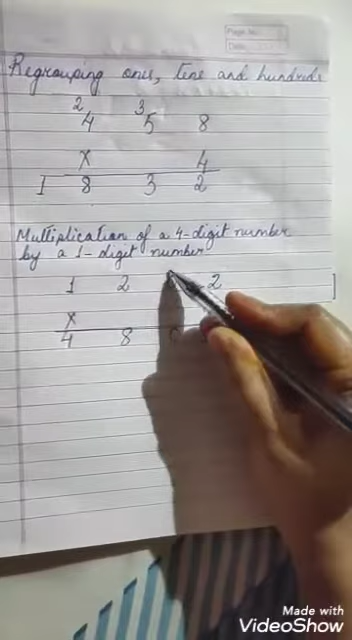 Page No
Date
Regrouping ones, tens and hundreds
2 3
4 5 8
x 4
1 8 3 2
Multiplication of a 4-digit number
by a 1-digit number
1 2 2
x
4 8
Made with
VideoShow